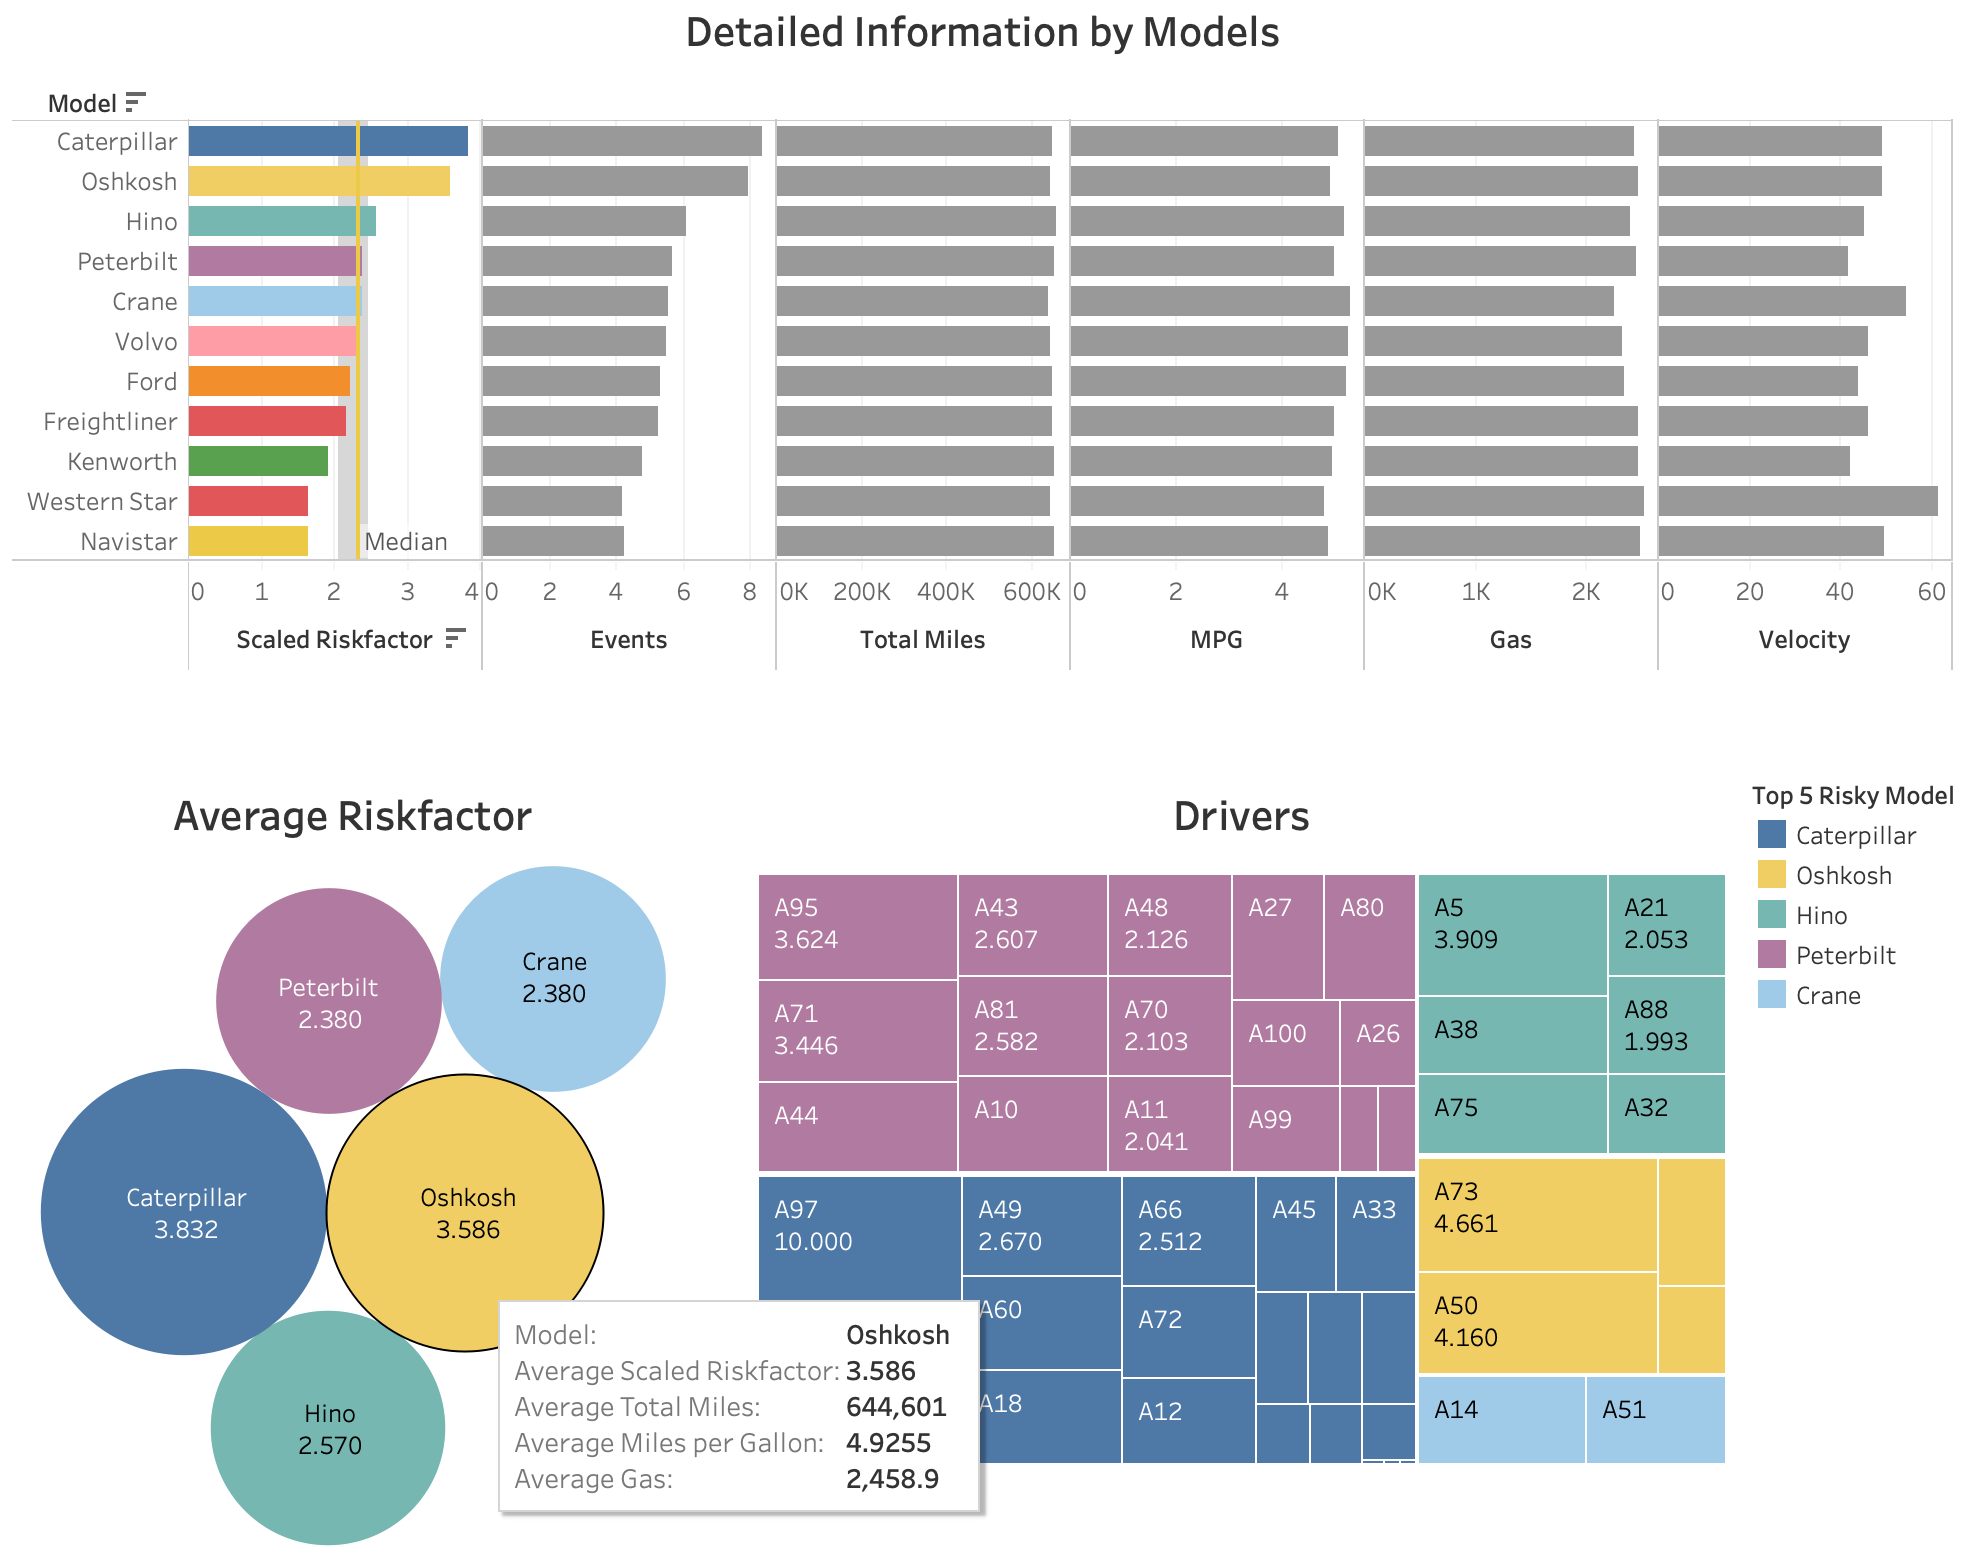 Detailed Information by Models
Model
Caterpillar
Oshkosh
Hino
Peterbilt
Crane
Volvo
Ford
Freightliner
Kenworth
Western Star
Navistar
Median
0 1 2 3 4 0 2 4 6 8 0K 200K 400K 600K 0 2 4 0K 1K 2K 0 20 40 60
Scaled Riskfactor Events Total Miles MPG Gas Velocity
Average Riskfactor
Crane
2.380
Peterbilt
2.380
Caterpillar
3.832
Oshkosh
3.586
Hino
2.570
Model: Oshkosh
Average Scaled Riskfactor: 3.586
Average Total Miles: 644,601
Average Miles per Gallon: 4.9255
Average Gas: 2,458.9
Drivers
A95
3.624
A71
3.446
A44
A43
2.607
A81
2.582
A10
A48
2.126
A70
2.103
A11
2.041
A27
A80
A100
A26
A99
A5
3.909
A38
A75
A21
2.053
A88
1.993
A32
A97
10.000
A49
2.670
A60
A18
A66
2.512
A72
A12
A45
A33
A73
4.661
A50
4.160
A14
A51
Top 5 Risky Model
Caterpillar
Oshkosh
Hino
Peterbilt
Crane